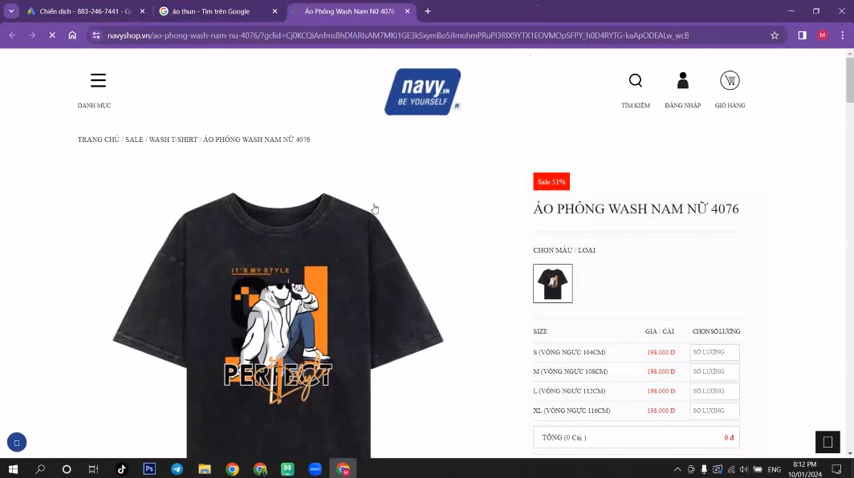 Chiến dịch - 883-246-7441 - Go
áo thun - Tìm trên Google
Áo Phông Wash Nam Nữ 4076
navyshop.vn/ao-phong-wash-nam-nu-4076/?gclid=
M
DANH MỤC
navy.vn
BE YOURSELF
TÌM KIẾM
ĐĂNG NHẬP
GIỎ HÀNG
TRANG CHỦ / SALE / WASH T-SHIRT / ÁO PHÔNG WASH NAM NỮ 4076
Sale 51%
ÁO PHÔNG WASH NAM NỮ 4076
CHỌN MÀU / LOẠI
IT'S MY STYLE
PERFECT
SIZE GIÁ / CÁI CHỌN SỐ LƯỢNG
S (VÒNG NGỰC 104CM) 198.000 Đ SỐ LƯỢNG
M (VÒNG NGỰC 108CM) 198.000 Đ SỐ LƯỢNG
L (VÒNG NGỰC 112CM) 198.000 Đ SỐ LƯỢNG
XL (VÒNG NGỰC 116CM) 198.000 Đ SỐ LƯỢNG
TỔNG (0 Cái ) 0 đ
Ps
ENG
8:12 PM
10/01/2024